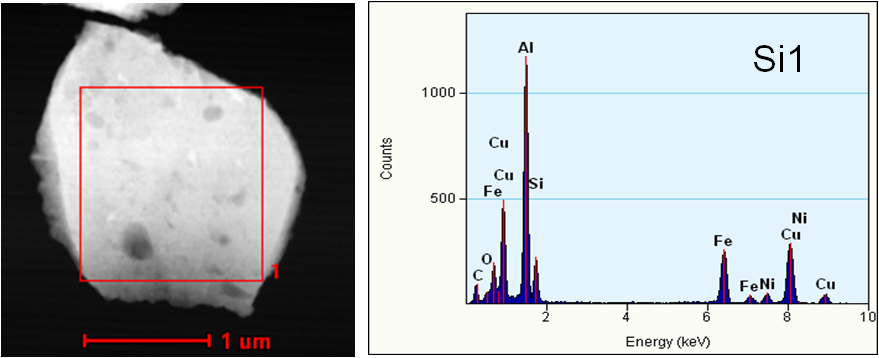 1
1 um
Si1
Al
1000
Cu
Cu
Si
Fe
500
Counts
Ni
Fe
Cu
O
C
Fe
Ni
Cu
2
4
6
8
10
Energy (keV)